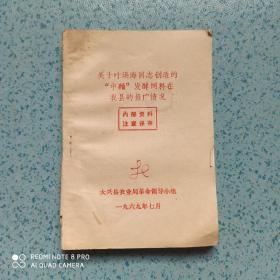 关于叶洪海同志创造的
“中曲”发酵饲料在
我县的推广情况
内部资料
注意保存
大兴县农业局革命领导小组
一九六九年七月
REDMI NOTE 8 PRO
AI QUAD CAMERA